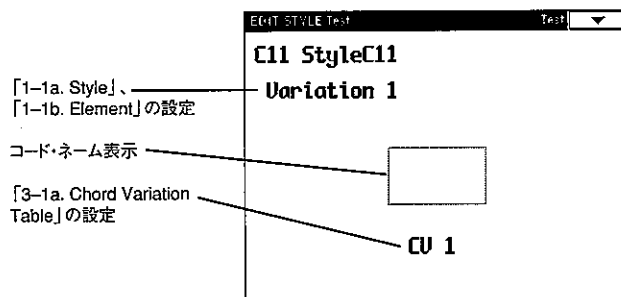 EDIT STYLE Test Test
C11 StyleC11
Variation 1
「1–1a. Style」、
「1–1b. Element」の設定
コード・ネーム表示
「3–1a. Chord Variation
Table」の設定
CV 1